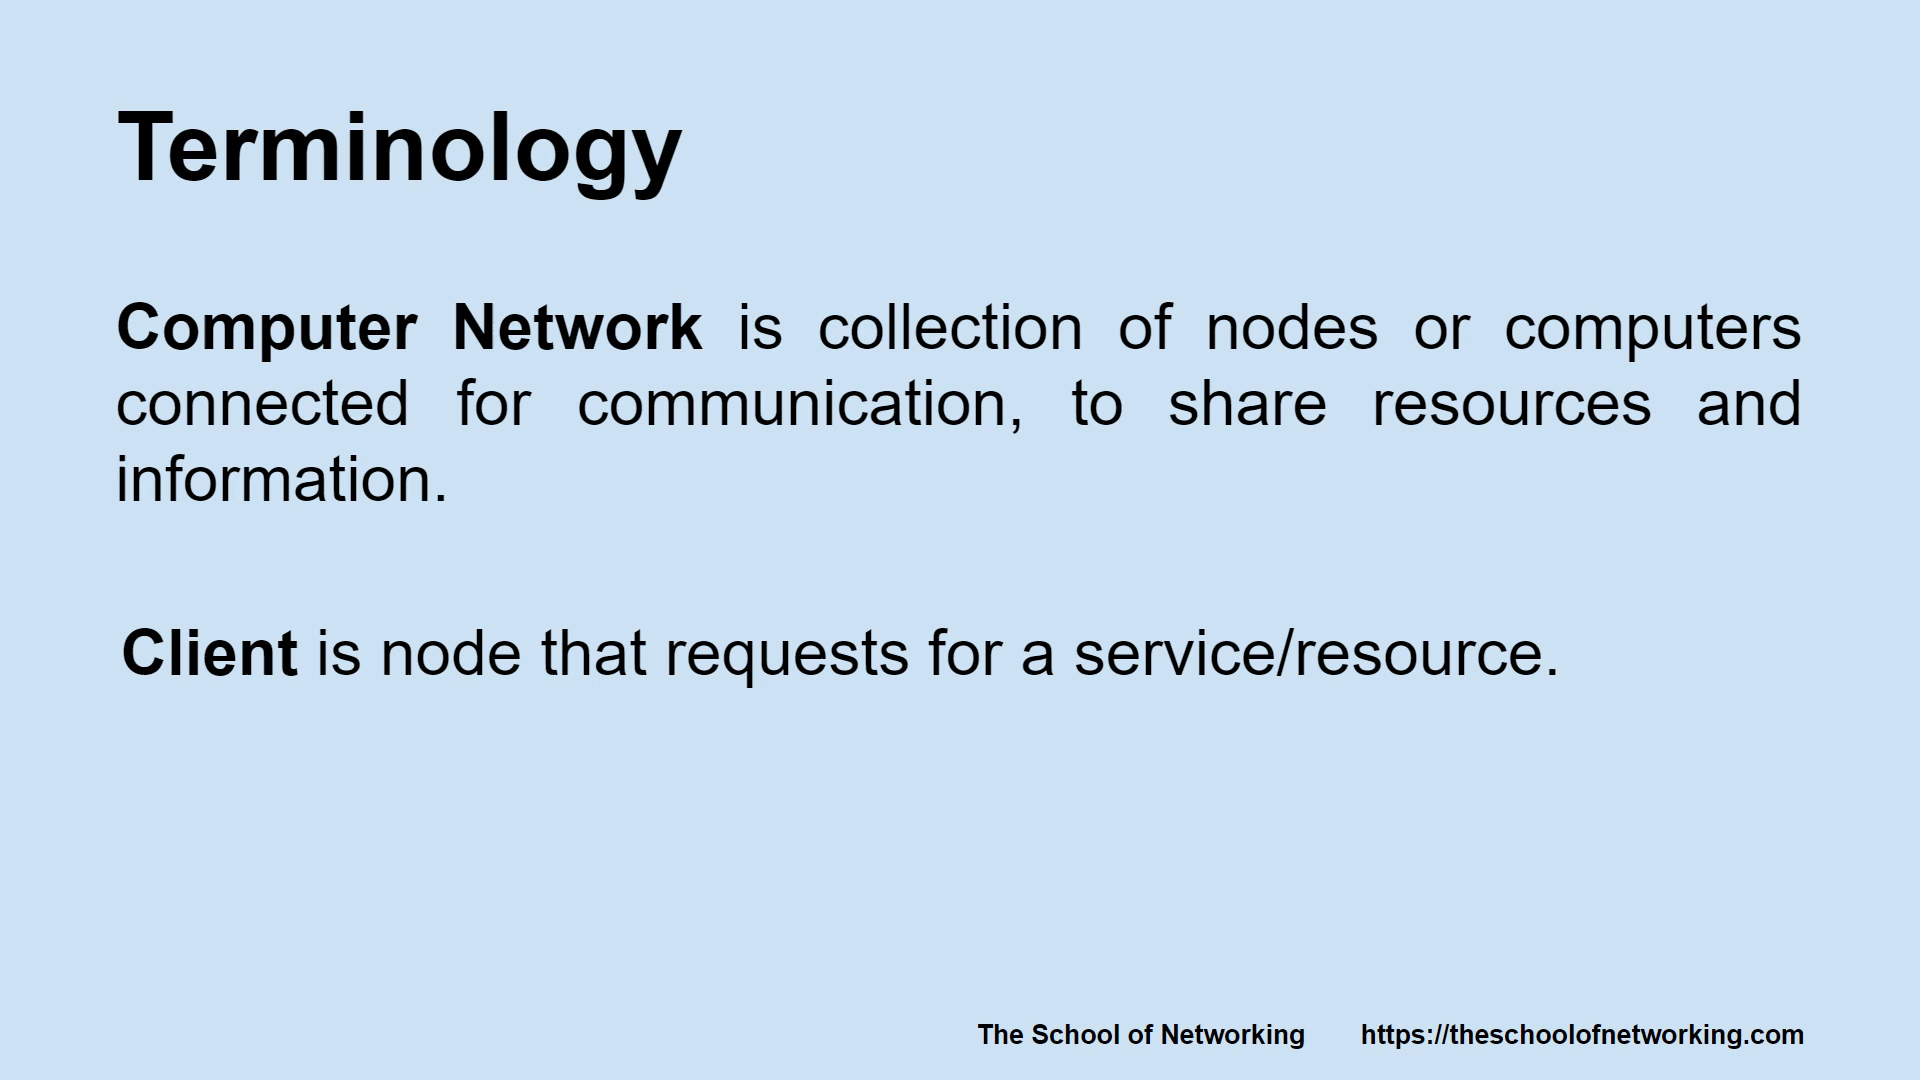 Terminology
Computer Network is collection of nodes or computers
connected for communication, to share resources and
information.
Client is node that requests for a service/resource.
The School of Networking https://theschoolofnetworking.com